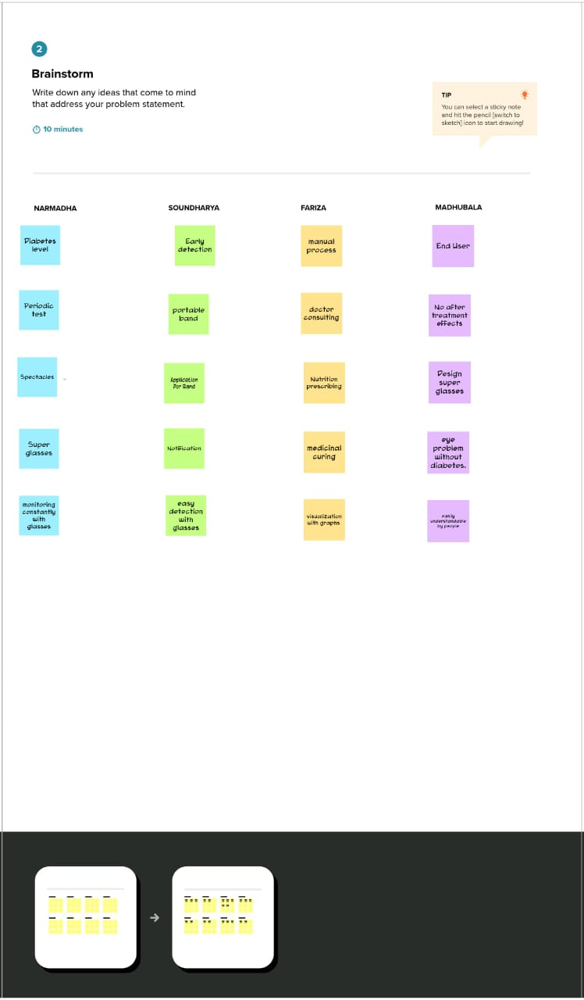 2
Brainstorm
Write down any ideas that come to mind
that address your problem statement.
10 minutes
TIP
You can select a sticky note
and hit the pencil [switch to
sketch] icon to start drawing!
NARMADHA
Diabetes
level
Periodic
test
Spectacles
Super
glasses
monitoring
constantly
with
glasses
SOUNDHARYA
Early
detection
portable
band
Application
for Band
Notification
easy
detection
with
glasses
FARIZA
manual
process
doctor
consulting
Nutrition
prescribing
medicinal
curing
visualization
with graphs
MADHUBALA
End User
No after
treatment
effects
Design
super
glasses
eye
problem
without
diabetes.
easily
understandable
by people